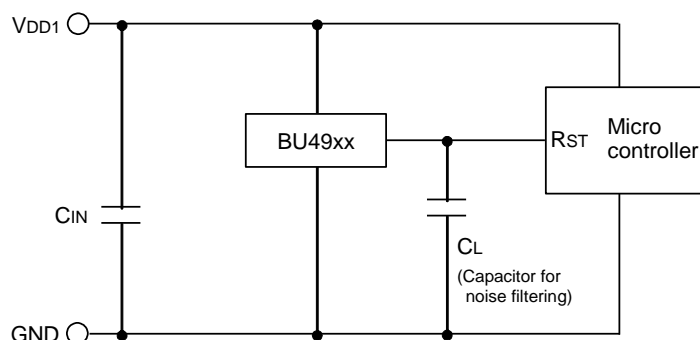 VDD1
BU49xx
RST
Micro
controller
CIN
CL
(Capacitor for
noise filtering)
GND